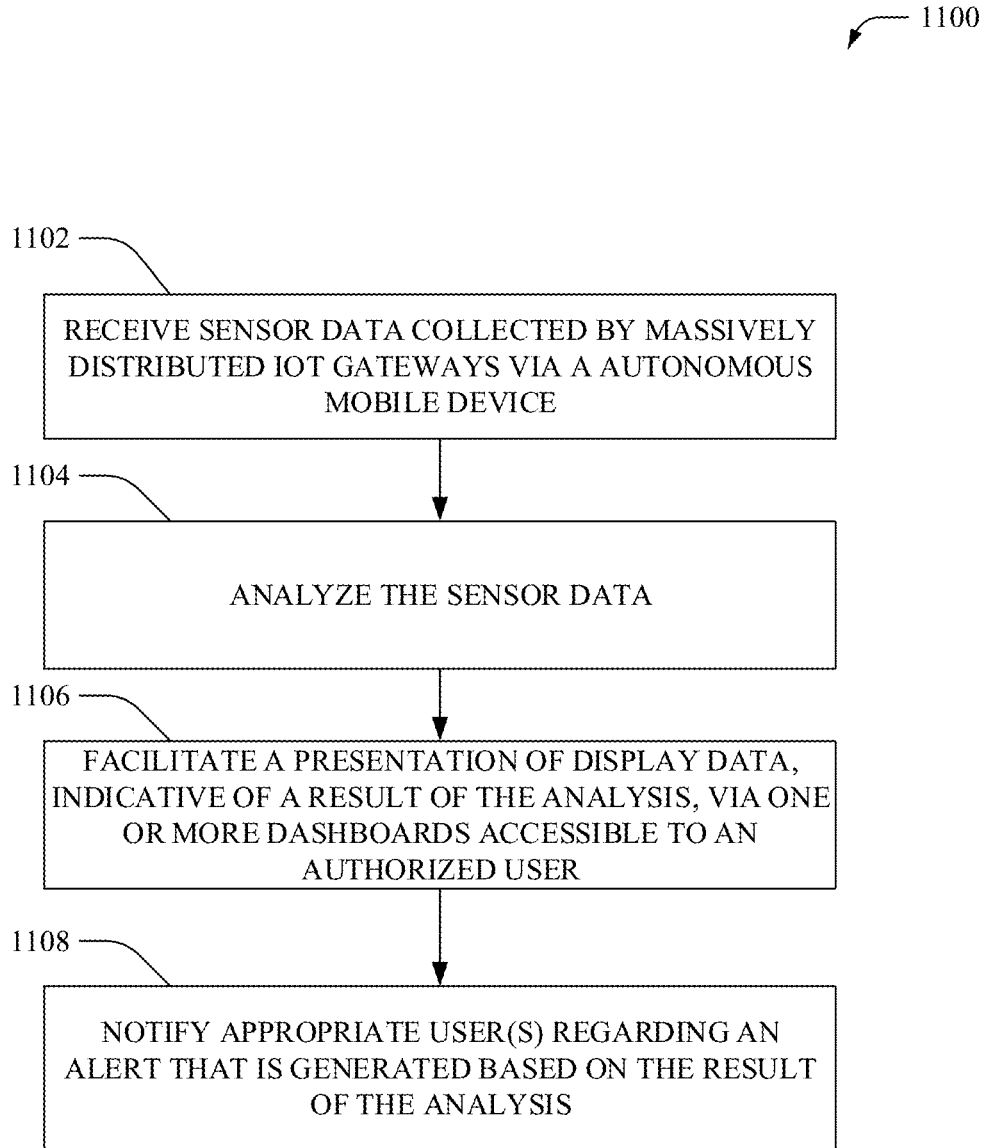 1100
1102
RECEIVE SENSOR DATA COLLECTED BY MASSIVELY
DISTRIBUTED IOT GATEWAYS VIA A AUTONOMOUS
MOBILE DEVICE
1104
ANALYZE THE SENSOR DATA
1106
FACILITATE A PRESENTATION OF DISPLAY DATA,
INDICATIVE OF A RESULT OF THE ANALYSIS, VIA ONE
OR MORE DASHBOARDS ACCESSIBLE TO AN
AUTHORIZED USER
1108
NOTIFY APPROPRIATE USER(S) REGARDING AN
ALERT THAT IS GENERATED BASED ON THE RESULT
OF THE ANALYSIS